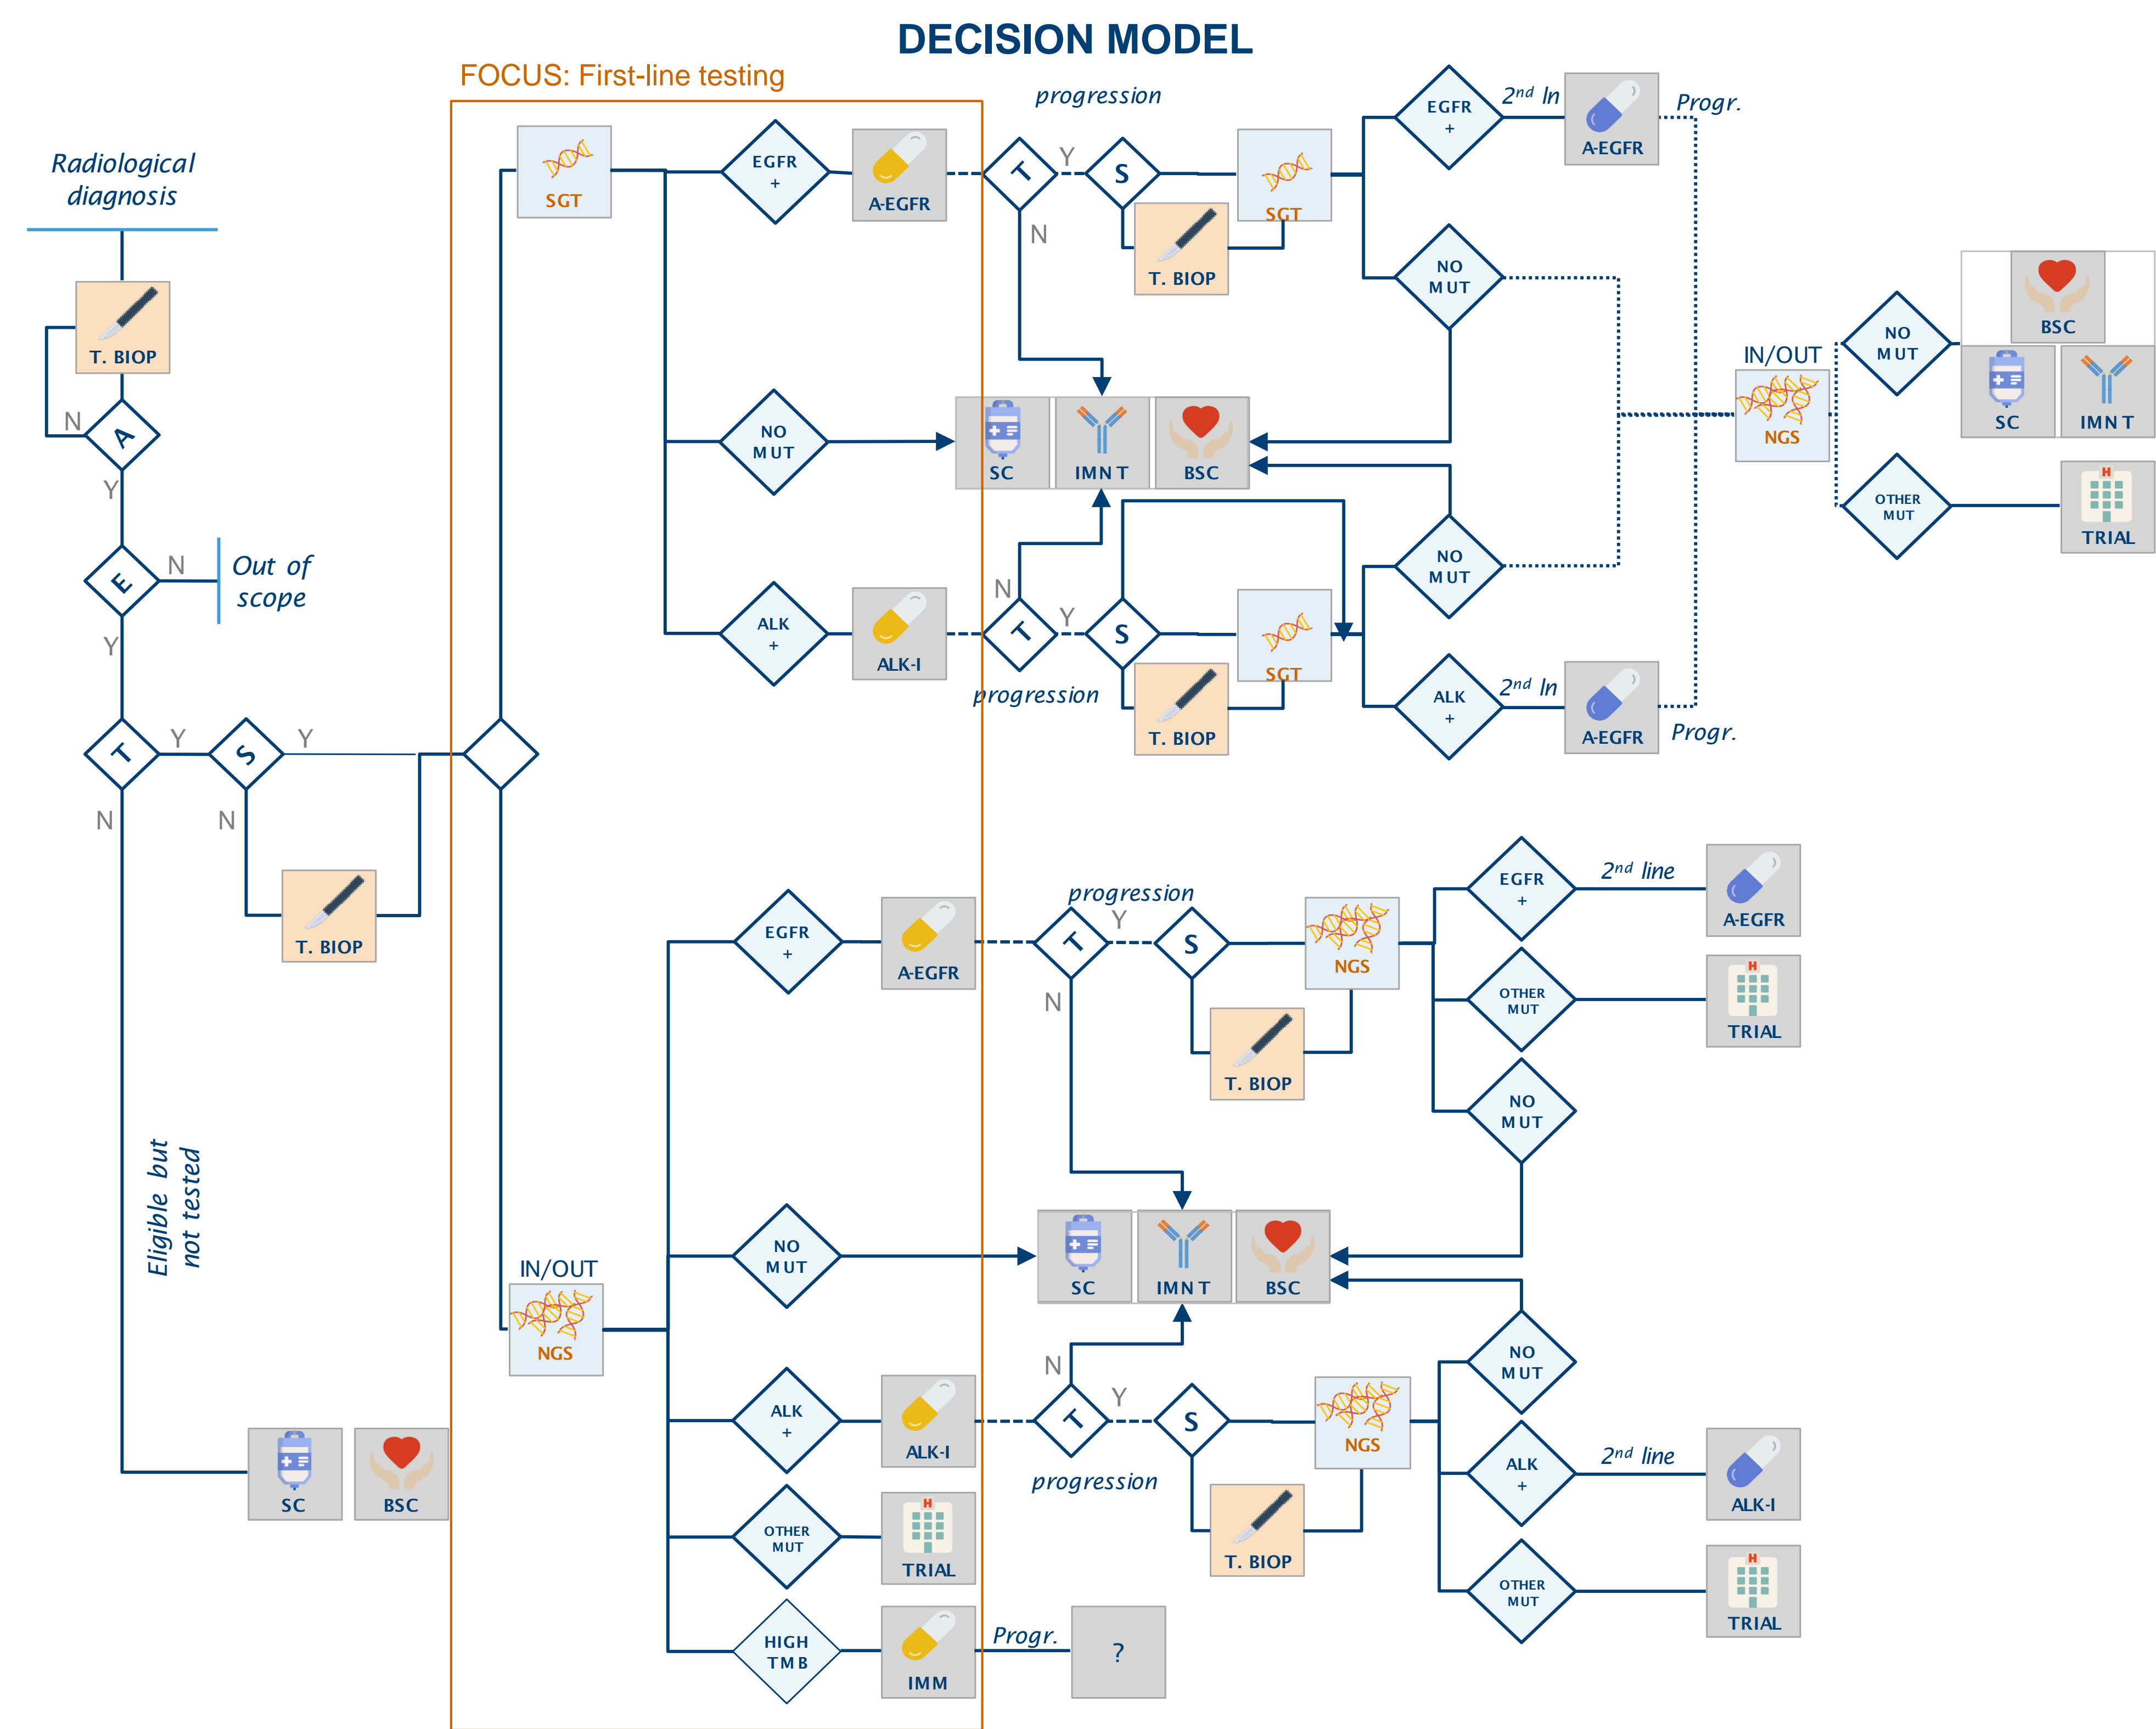 DECISION MODEL
FOCUS: First-line testing
Radiological
diagnosis
T. BIOP
N
A
Y
E
N
Out of
scope
Y
T
Y
S
Y
N
N
T. BIOP
Eligible but
not tested
SC
BSC
SGT
EGFR
+
A-EGFR
NO
MUT
ALK
+
ALK-I
progression
T
Y
S
N
SGT
T. BIOP
EGFR
+
2nd ln
A-EGFR
Progr.
NO
MUT
SC
IMNT
BSC
NO
MUT
N
T
Y
S
SGT
progression
T. BIOP
ALK
+
2nd ln
A-EGFR
Progr.
IN/OUT
NGS
NO
MUT
BSC
SC
IMNT
OTHER
MUT
TRIAL
IN/OUT
NGS
EGFR
+
A-EGFR
NO
MUT
ALK
+
ALK-I
OTHER
MUT
TRIAL
HIGH
TMB
IMM
Progr.
?
progression
T
Y
S
N
NGS
T. BIOP
EGFR
+
2nd line
A-EGFR
OTHER
MUT
TRIAL
NO
MUT
SC
IMNT
BSC
N
T
Y
S
progression
NGS
T. BIOP
NO
MUT
ALK
+
2nd line
ALK-I
OTHER
MUT
TRIAL